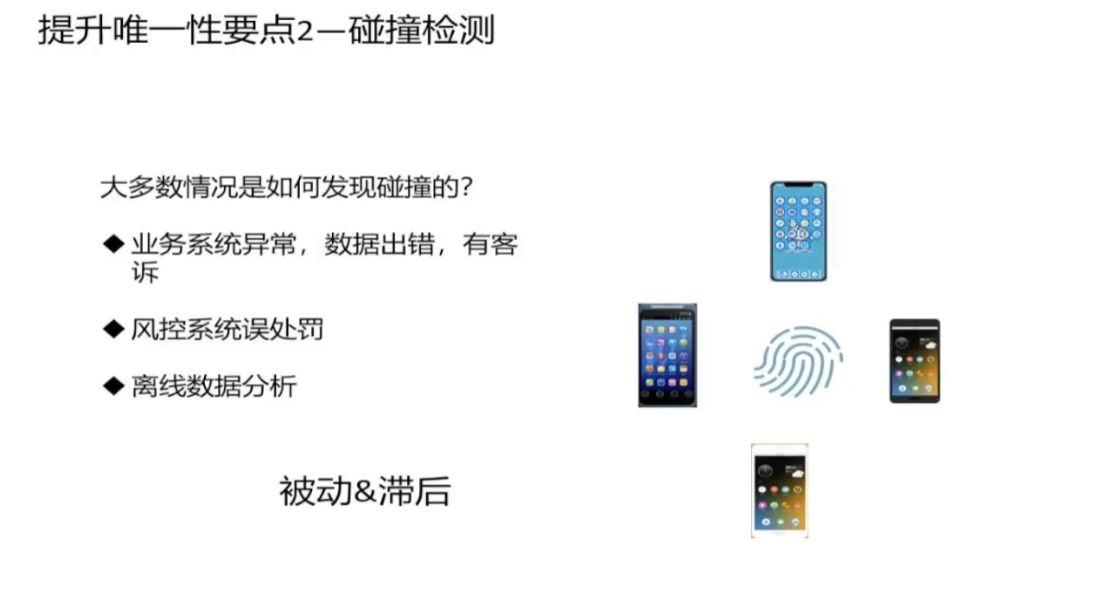 提升唯一性要点2—碰撞检测
大多数情况是如何发现碰撞的?
◆ 业务系统异常，数据出错，有客
诉
◆ 风控系统误处罚
◆ 离线数据分析
被动&滞后